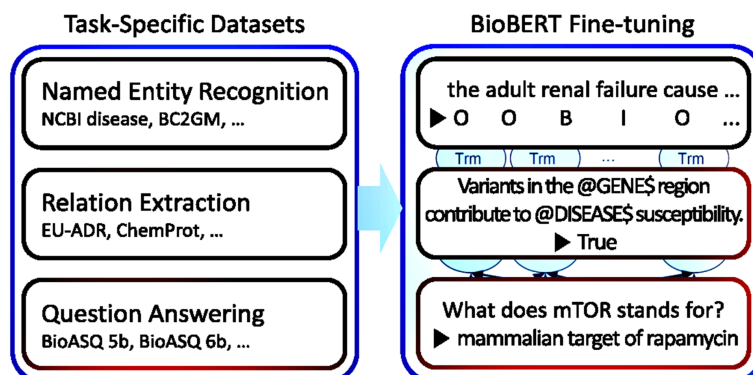 Task-Specific Datasets
Named Entity Recognition
NCBI disease, BC2GM, ...
Relation Extraction
EU-ADR, ChemProt, ...
Question Answering
BioASQ 5b, BioASQ 6b, ...
BioBERT Fine-tuning
the adult renal failure cause ...
▶ O O B I O ...
Trm Trm ... Trm
Variants in the @GENE$ region
contribute to @DISEASE$ susceptibility.
▶ True
What does mTOR stands for?
▶ mammalian target of rapamycin